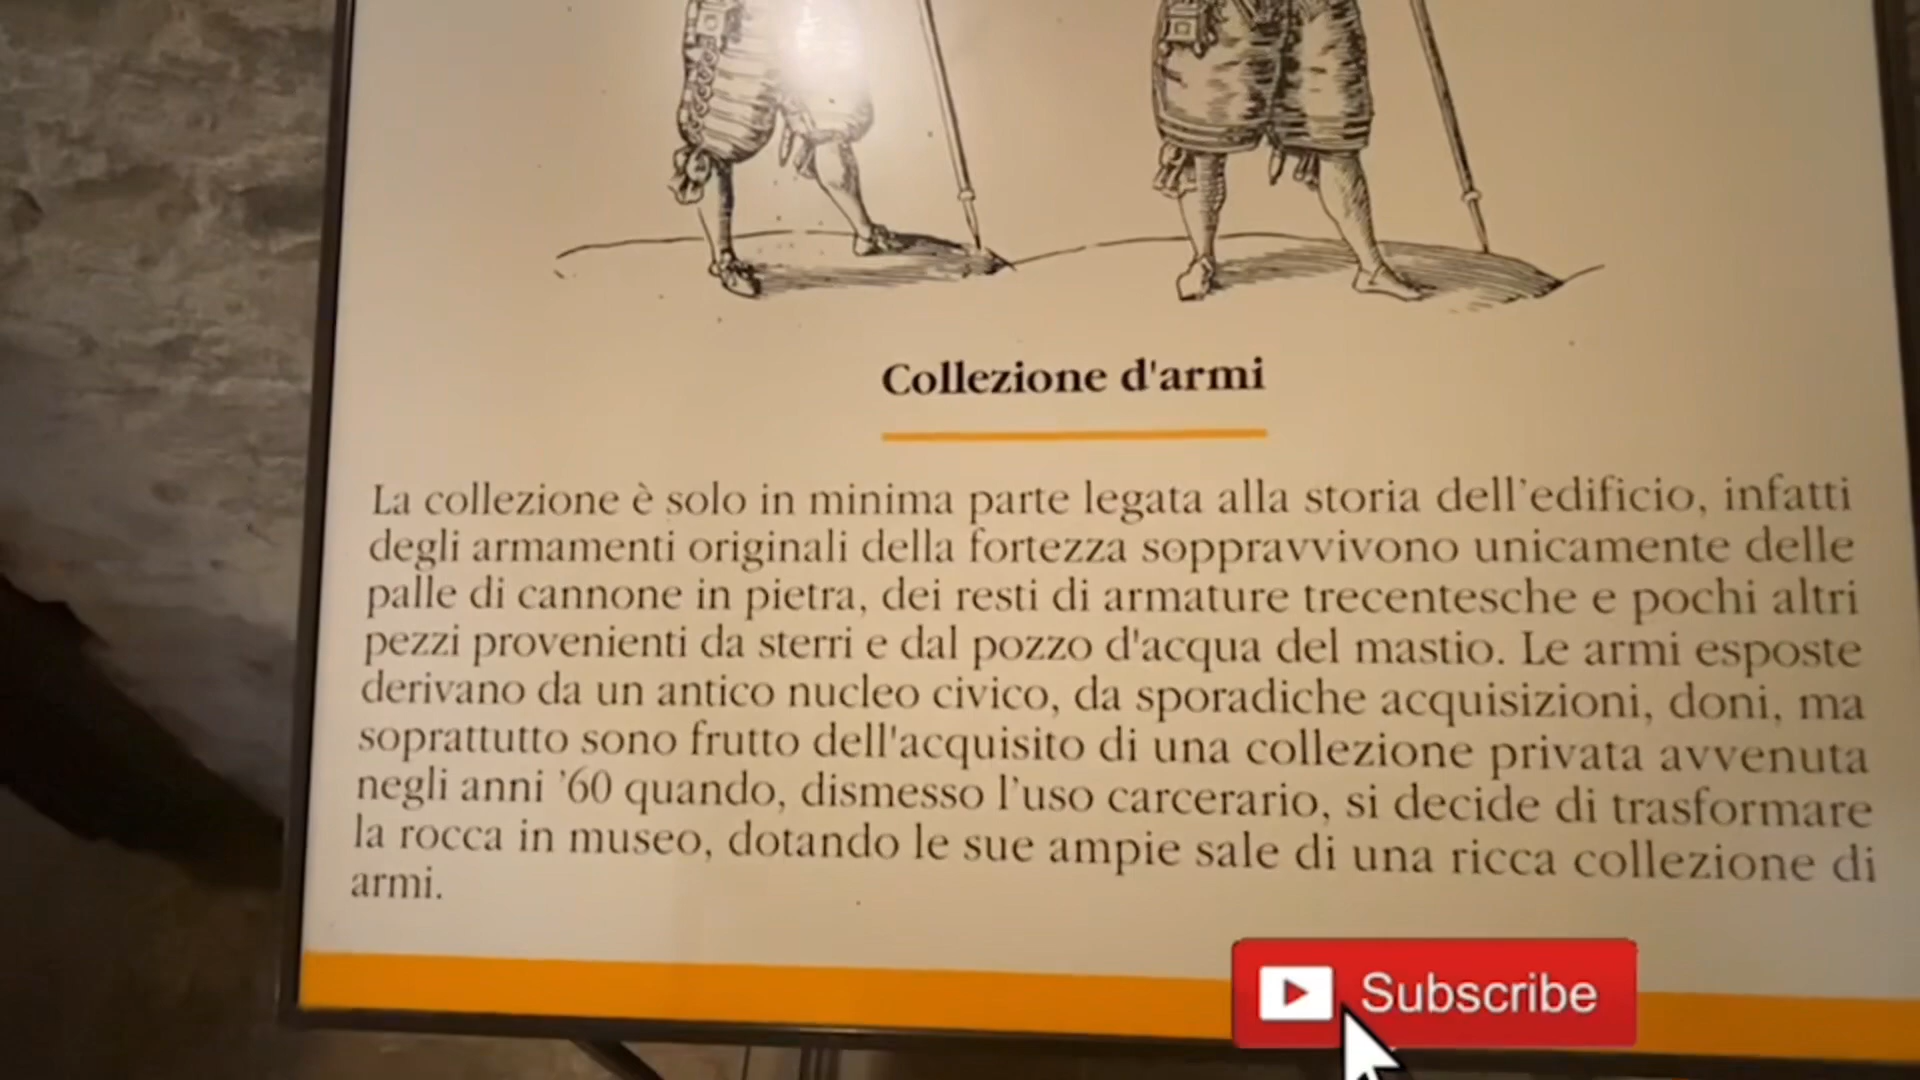 Collezione d'armi
La collezione è solo in minima parte legata alla storia dell'edificio, infatti
degli armamenti originali della fortezza soppravvivono unicamente delle
palle di cannone in pietra, dei resti di armature trecentesche e pochi altri
pezzi provenienti da sterri e dal pozzo d'acqua del mastio. Le armi esposte
derivano da un antico nucleo civico, da sporadiche acquisizioni, doni, ma
soprattutto sono frutto dell'acquisito di una collezione privata avvenuta
negli anni '60 quando, dismesso l'uso carcerario, si decide di trasformare
la rocca in museo, dotando le sue ampie sale di una ricca collezione di
armi.
Subscribe